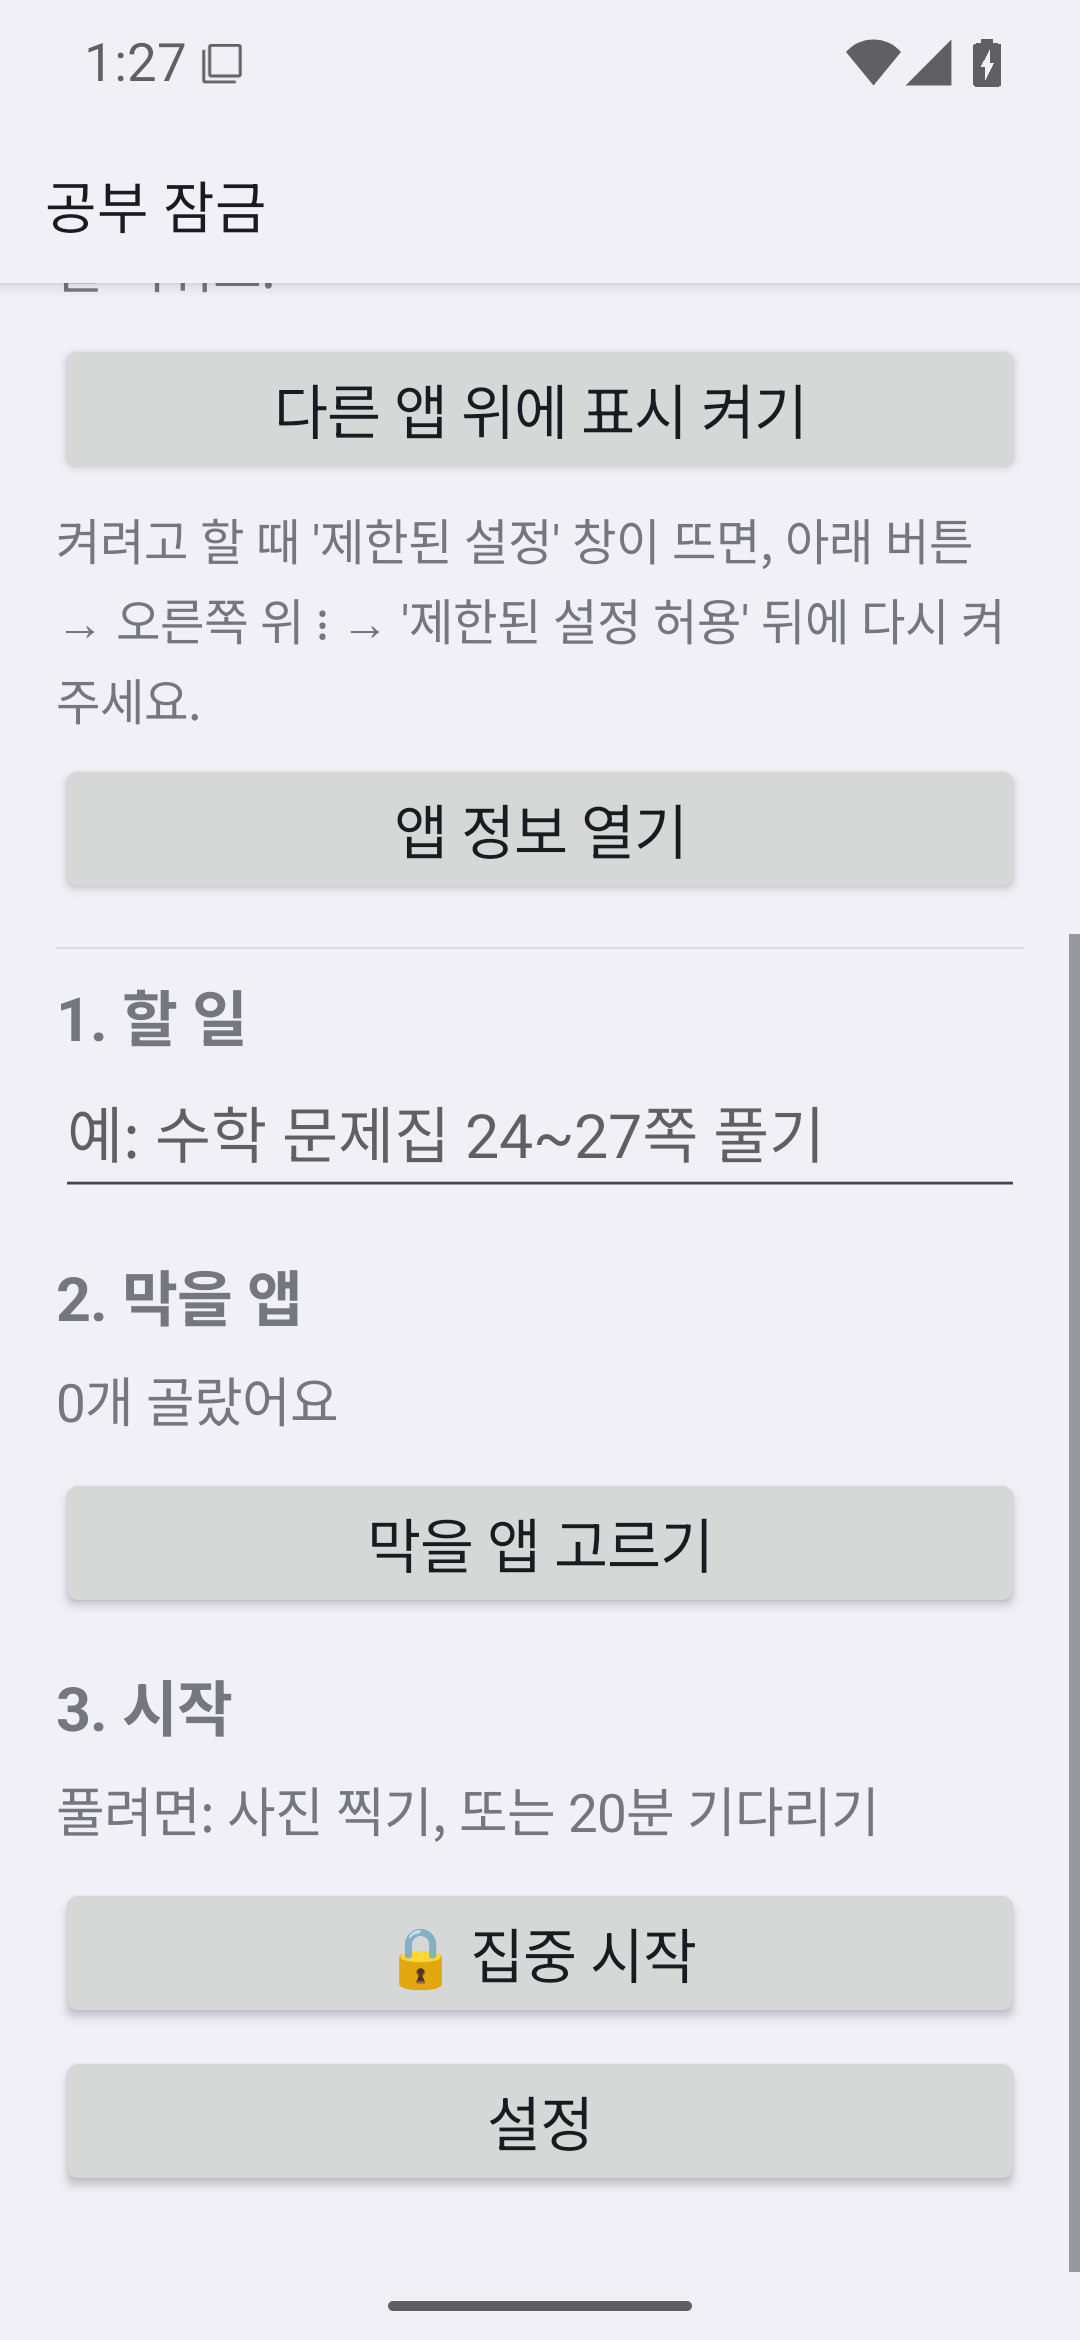 1:27
공부 잠금
다른 앱 위에 표시 켜기
켜려고 할 때 '제한된 설정' 창이 뜨면, 아래 버튼
→ 오른쪽 위 ⋮ → '제한된 설정 허용' 뒤에 다시 켜
주세요.
앱 정보 열기
1. 할 일
예: 수학 문제집 24~27쪽 풀기
2. 막을 앱
0개 골랐어요
막을 앱 고르기
3. 시작
풀려면: 사진 찍기, 또는 20분 기다리기
🔒 집중 시작
설정